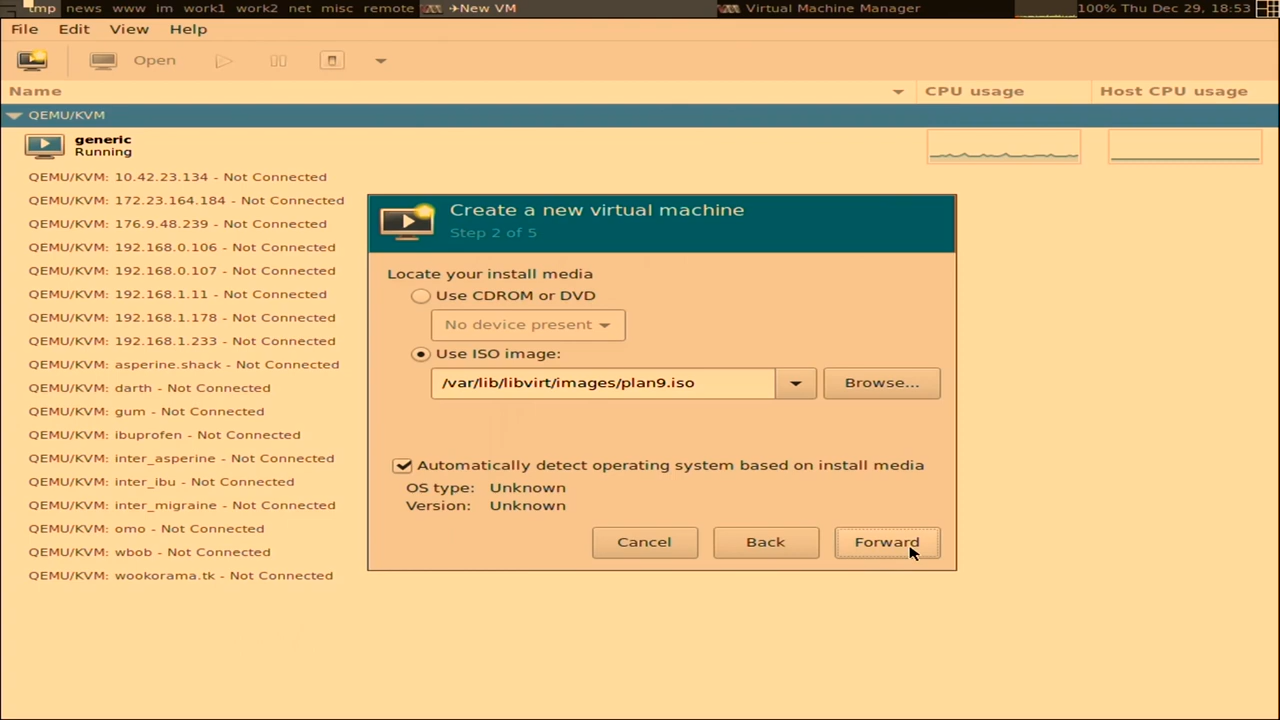 tmp news www im work1 work2 net misc remote ✈New VM Virtual Machine Manager 100% Thu Dec 29, 18:53
File Edit View Help
Open
Name CPU usage Host CPU usage
QEMU/KVM
generic
Running
QEMU/KVM: 10.42.23.134 - Not Connected
QEMU/KVM: 172.23.164.184 - Not Connected
QEMU/KVM: 176.9.48.239 - Not Connected
QEMU/KVM: 192.168.0.106 - Not Connected
QEMU/KVM: 192.168.0.107 - Not Connected
QEMU/KVM: 192.168.1.11 - Not Connected
QEMU/KVM: 192.168.1.178 - Not Connected
QEMU/KVM: 192.168.1.233 - Not Connected
QEMU/KVM: asperine.shack - Not Connected
QEMU/KVM: darth - Not Connected
QEMU/KVM: gum - Not Connected
QEMU/KVM: ibuprofen - Not Connected
QEMU/KVM: inter_asperine - Not Connected
QEMU/KVM: inter_ibu - Not Connected
QEMU/KVM: inter_migraine - Not Connected
QEMU/KVM: omo - Not Connected
QEMU/KVM: wbob - Not Connected
QEMU/KVM: wookorama.tk - Not Connected
Create a new virtual machine
Step 2 of 5
Locate your install media
Use CDROM or DVD
No device present
Use ISO image:
/var/lib/libvirt/images/plan9.iso Browse...
Automatically detect operating system based on install media
OS type: Unknown
Version: Unknown
Cancel Back Forward